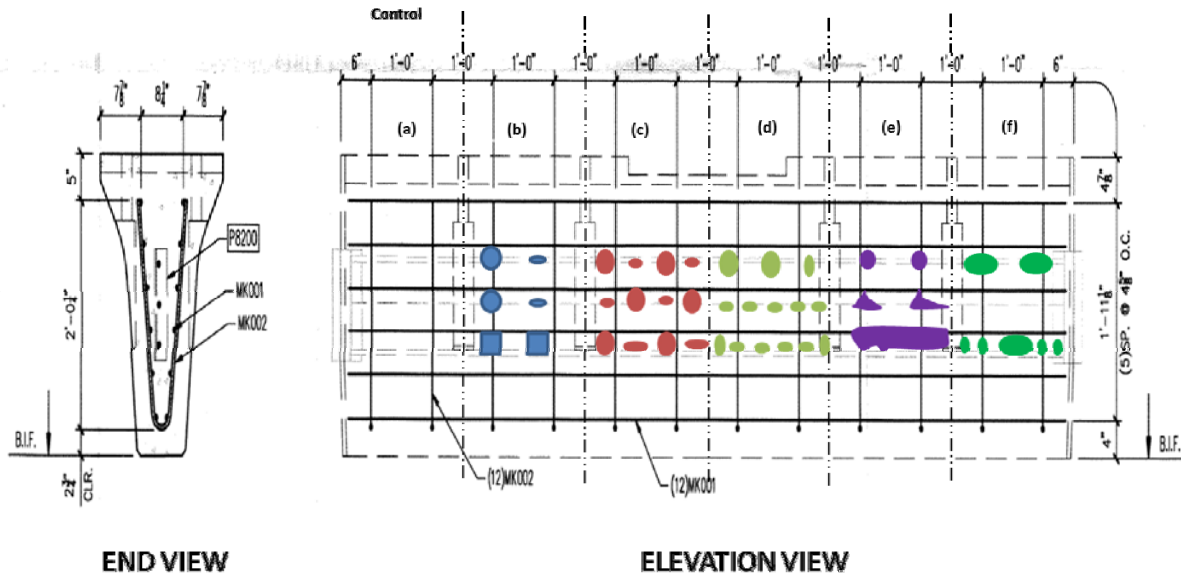 Control
6" 1'-0" 1'-0" 1'-0" 1'-0" 1'-0" 1'-0" 1'-0" 1'-0" 1'-0" 1'-0" 1'-0" 6"
7⅞" 8¼" 7⅞"
(a) (b) (c) (d) (e) (f)
5"
4⅞"
P8200
MK001
MK002
2'-0¼"
1'-11⅛"
(5)SP. @ 4⅝" O.C.
B.I.F.
2¾"
CLR.
4"
B.I.F.
(12)MK002
(12)MK001
END VIEW
ELEVATION VIEW